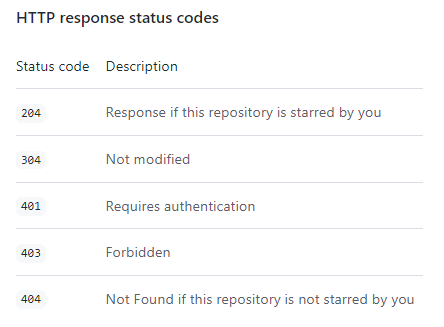 HTTP response status codes
Status code Description
204 Response if this repository is starred by you
304 Not modified
401 Requires authentication
403 Forbidden
404 Not Found if this repository is not starred by you